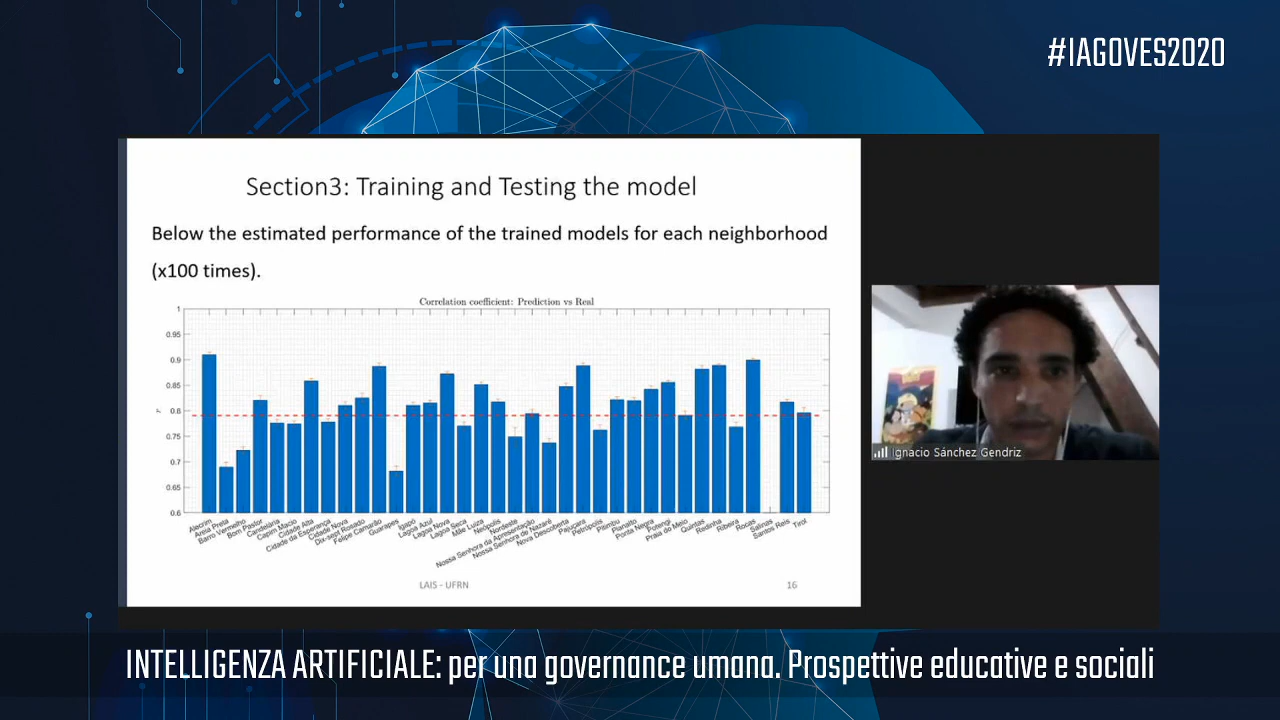 #IAGOVES2020
Section3: Training and Testing the model
Below the estimated performance of the trained models for each neighborhood
(x100 times).
Correlation coefficient: Prediction vs Real
1
0.95
0.9
0.85
0.8
0.75
0.7
0.65
0.6
r
Alecrim
Areia Preta
Barro Vermelho
Bom Pastor
Candelária
Capim Macio
Cidade Alta
Cidade da Esperança
Cidade Nova
Dix-sept Rosado
Felipe Camarão
Guarapes
Igapó
Lagoa Azul
Lagoa Nova
Lagoa Seca
Mãe Luiza
Neópolis
Nordeste
Nossa Senhora da Apresentação
Nossa Senhora de Nazaré
Nova Descoberta
Pajuçara
Petrópolis
Pitimbu
Planalto
Ponta Negra
Potengi
Praia do Meio
Quintas
Redinha
Ribeira
Rocas
Salinas
Santos Reis
Tirol
LAIS - UFRN
16
Ignacio Sánchez Gendriz
INTELLIGENZA ARTIFICIALE: per una governance umana. Prospettive educative e sociali